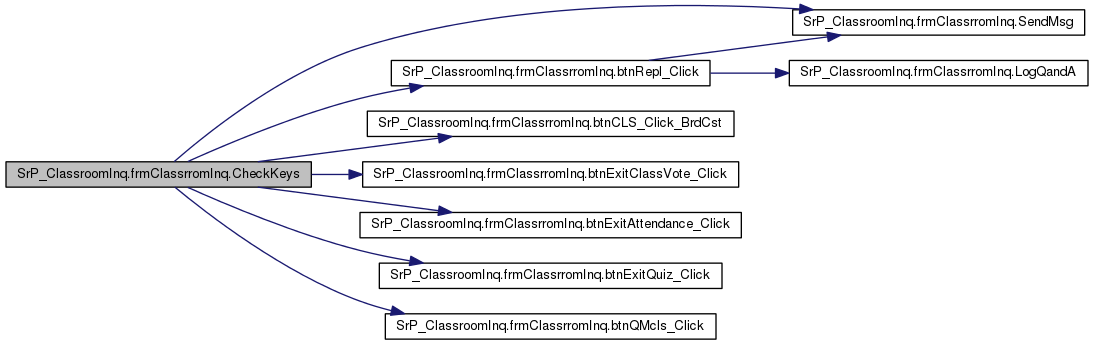 SrP_ClassroomInq.frmClassrromInq.SendMsg
SrP_ClassroomInq.frmClassrromInq.btnRepl_Click
SrP_ClassroomInq.frmClassrromInq.LogQandA
SrP_ClassroomInq.frmClassrromInq.btnCLS_Click_BrdCst
SrP_ClassroomInq.frmClassrromInq.CheckKeys
SrP_ClassroomInq.frmClassrromInq.btnExitClassVote_Click
SrP_ClassroomInq.frmClassrromInq.btnExitAttendance_Click
SrP_ClassroomInq.frmClassrromInq.btnExitQuiz_Click
SrP_ClassroomInq.frmClassrromInq.btnQMcls_Click